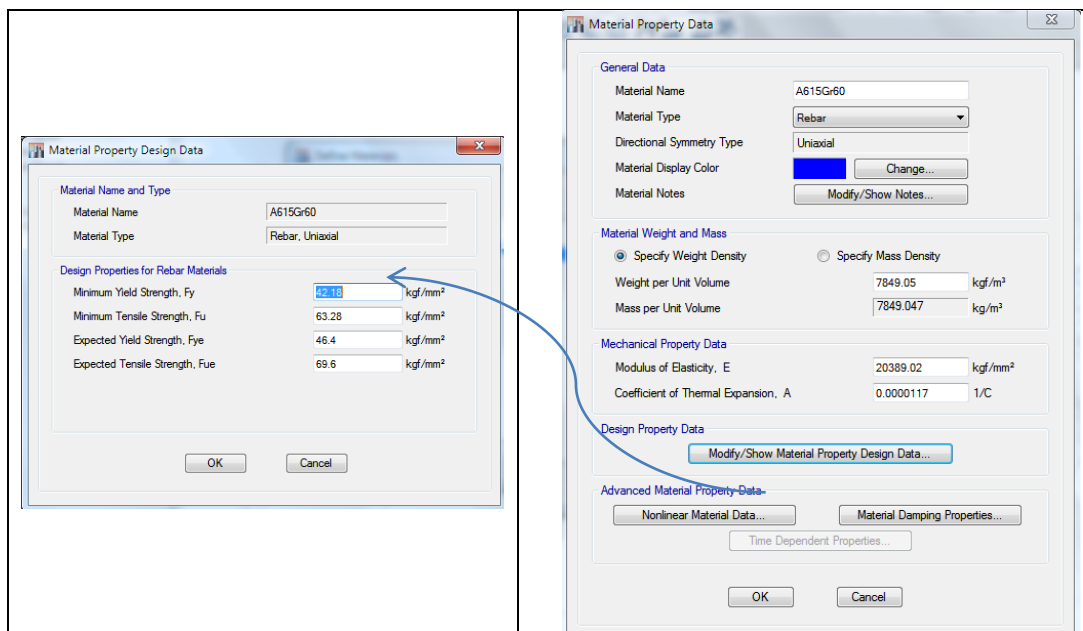 Material Property Design Data
Material Name and Type
Material Name A615Gr60
Material Type Rebar, Uniaxial
Design Properties for Rebar Materials
Minimum Yield Strength, Fy 42.18 kgf/mm²
Minimum Tensile Strength, Fu 63.28 kgf/mm²
Expected Yield Strength, Fye 46.4 kgf/mm²
Expected Tensile Strength, Fue 69.6 kgf/mm²
OK Cancel
Material Property Data
General Data
Material Name A615Gr60
Material Type Rebar
Directional Symmetry Type Uniaxial
Material Display Color Change...
Material Notes Modify/Show Notes...
Material Weight and Mass
Specify Weight Density Specify Mass Density
Weight per Unit Volume 7849.05 kgf/m³
Mass per Unit Volume 7849.047 kg/m³
Mechanical Property Data
Modulus of Elasticity, E 20389.02 kgf/mm²
Coefficient of Thermal Expansion, A 0.0000117 1/C
Design Property Data
Modify/Show Material Property Design Data...
Advanced Material Property Data
Nonlinear Material Data... Material Damping Properties...
Time Dependent Properties...
OK Cancel